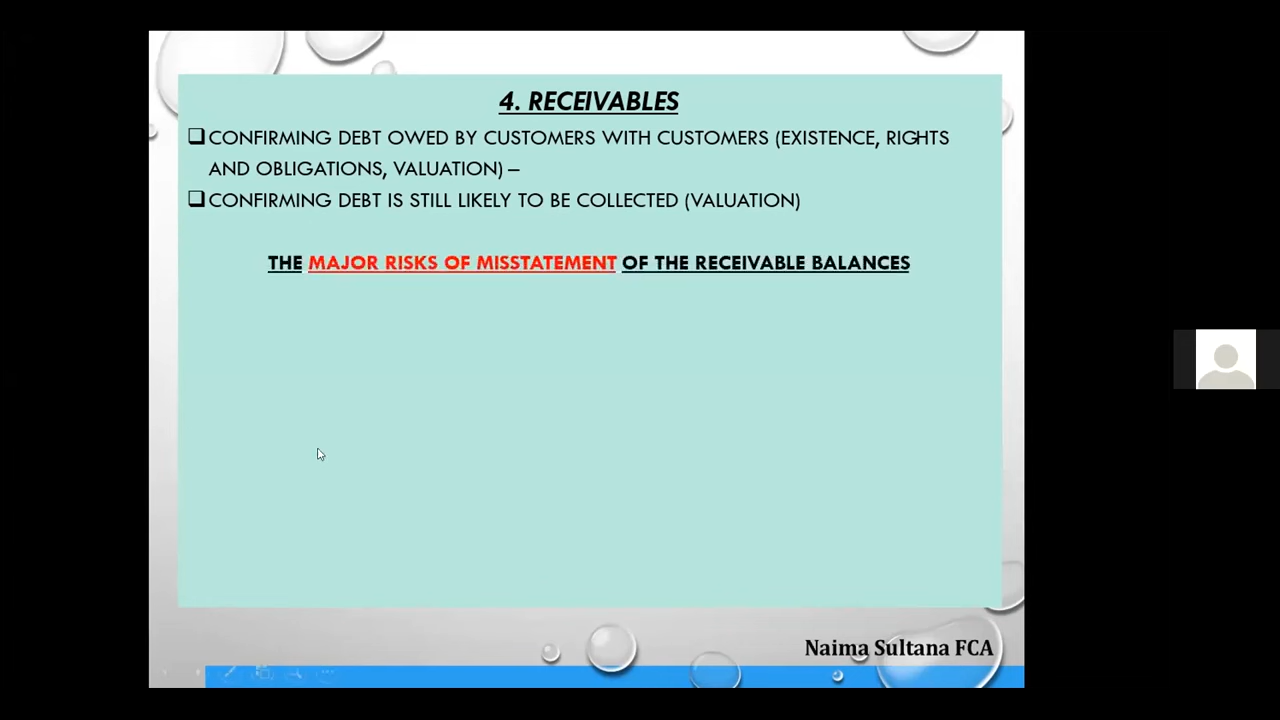 4. RECEIVABLES
❑CONFIRMING DEBT OWED BY CUSTOMERS WITH CUSTOMERS (EXISTENCE, RIGHTS
AND OBLIGATIONS, VALUATION) –
❑CONFIRMING DEBT IS STILL LIKELY TO BE COLLECTED (VALUATION)
THE MAJOR RISKS OF MISSTATEMENT OF THE RECEIVABLE BALANCES
Naima Sultana FCA